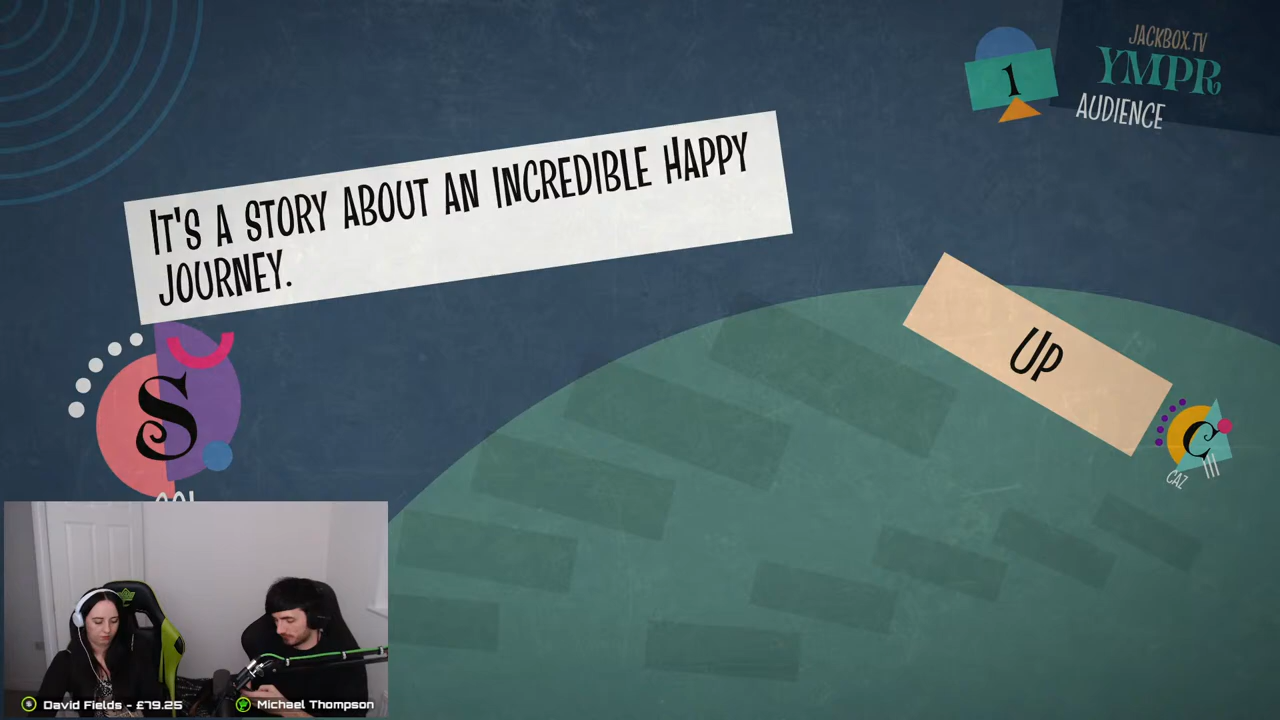 JACKBOX.TV
YMPR
1
AUDIENCE
IT'S A STORY ABOUT AN INCREDIBLE HAPPY
JOURNEY.
UP
S
C
CAZ
David Fields - £79.25
Michael Thompson